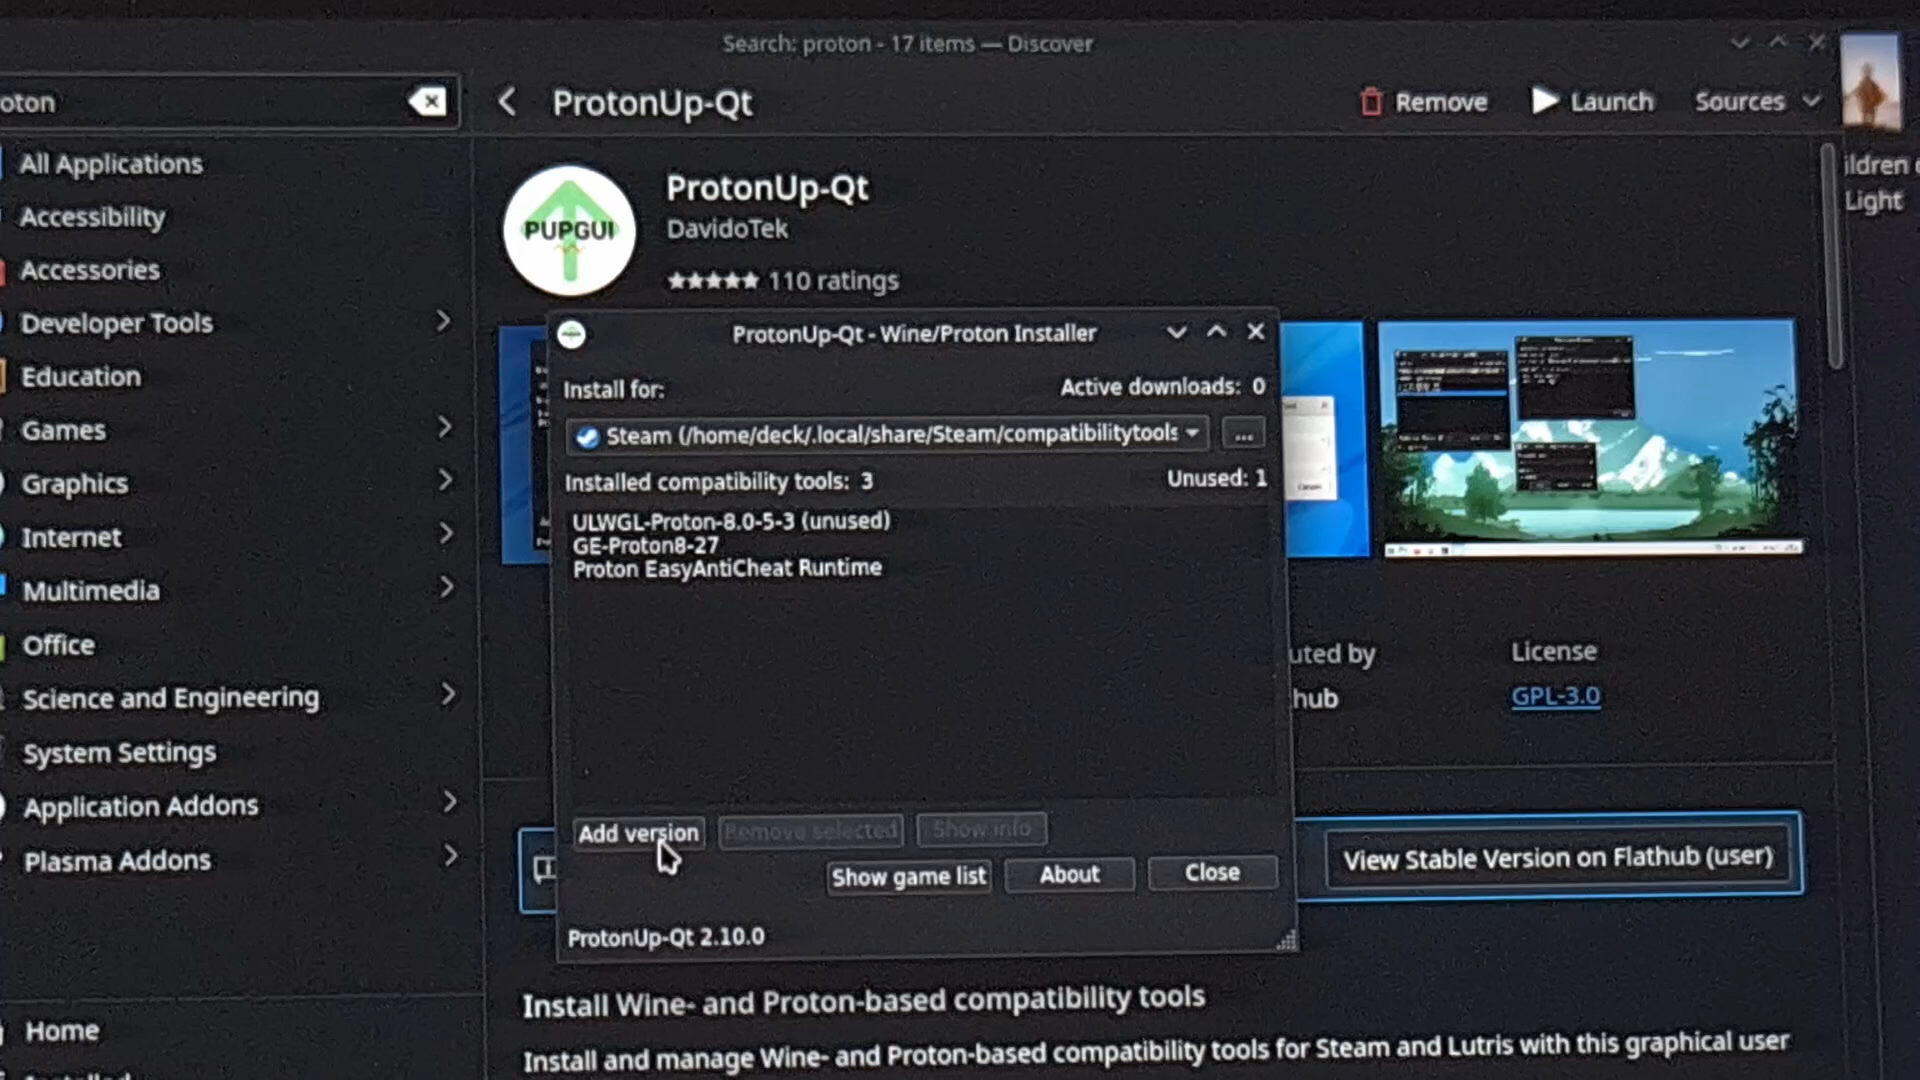 Search: proton - 17 items — Discover
oton
ProtonUp-Qt
Remove
Launch
Sources
All Applications
Accessibility
Accessories
Developer Tools
Education
Games
Graphics
Internet
Multimedia
Office
Science and Engineering
System Settings
Application Addons
Plasma Addons
Home
PUPGUI
ProtonUp-Qt
DavidoTek
110 ratings
ProtonUp-Qt - Wine/Proton Installer
Install for:
Active downloads: 0
Steam (/home/deck/.local/share/Steam/compatibilitytools
...
Installed compatibility tools: 3
Unused: 1
ULWGL-Proton-8.0-5-3 (unused)
GE-Proton8-27
Proton EasyAntiCheat Runtime
Add version
Remove selected
Show info
Show game list
About
Close
ProtonUp-Qt 2.10.0
uted by
hub
License
GPL-3.0
View Stable Version on Flathub (user)
Install Wine- and Proton-based compatibility tools
Install and manage Wine- and Proton-based compatibility tools for Steam and Lutris with this graphical user
ildren
Light